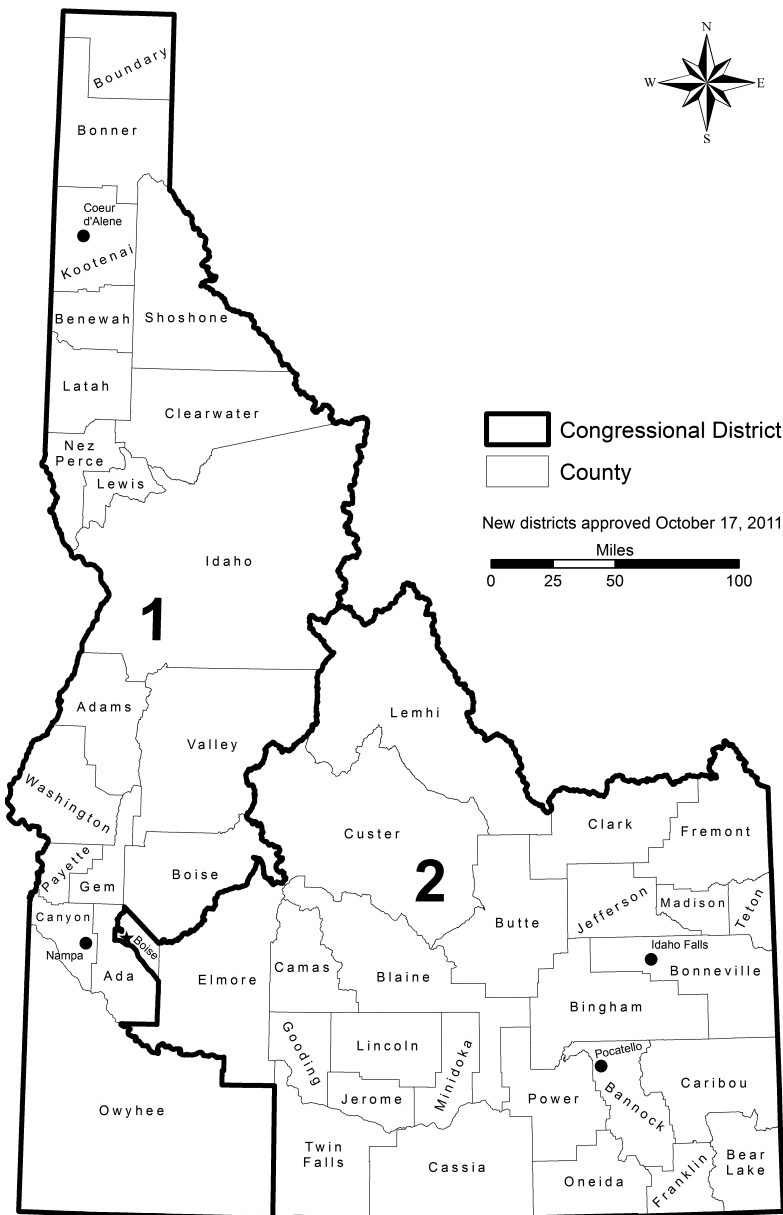 N
W
E
S
Boundary
Bonner
Coeur
d'Alene
Kootenai
Benewah
Shoshone
Latah
Clearwater
Nez
Perce
Lewis
Congressional District
County
New districts approved October 17, 2011
Miles
0 25 50 100
Idaho
1
Adams
Lemhi
Valley
Washington
Custer
Clark
Fremont
2
Payette
Gem
Boise
Butte
Jefferson
Madison
Teton
Canyon
Nampa
Boise
Ada
Elmore
Camas
Blaine
Idaho Falls
Bonneville
Bingham
Gooding
Lincoln
Minidoka
Jerome
Pocatello
Power
Bannock
Caribou
Owyhee
Twin
Falls
Cassia
Oneida
Franklin
Bear
Lake